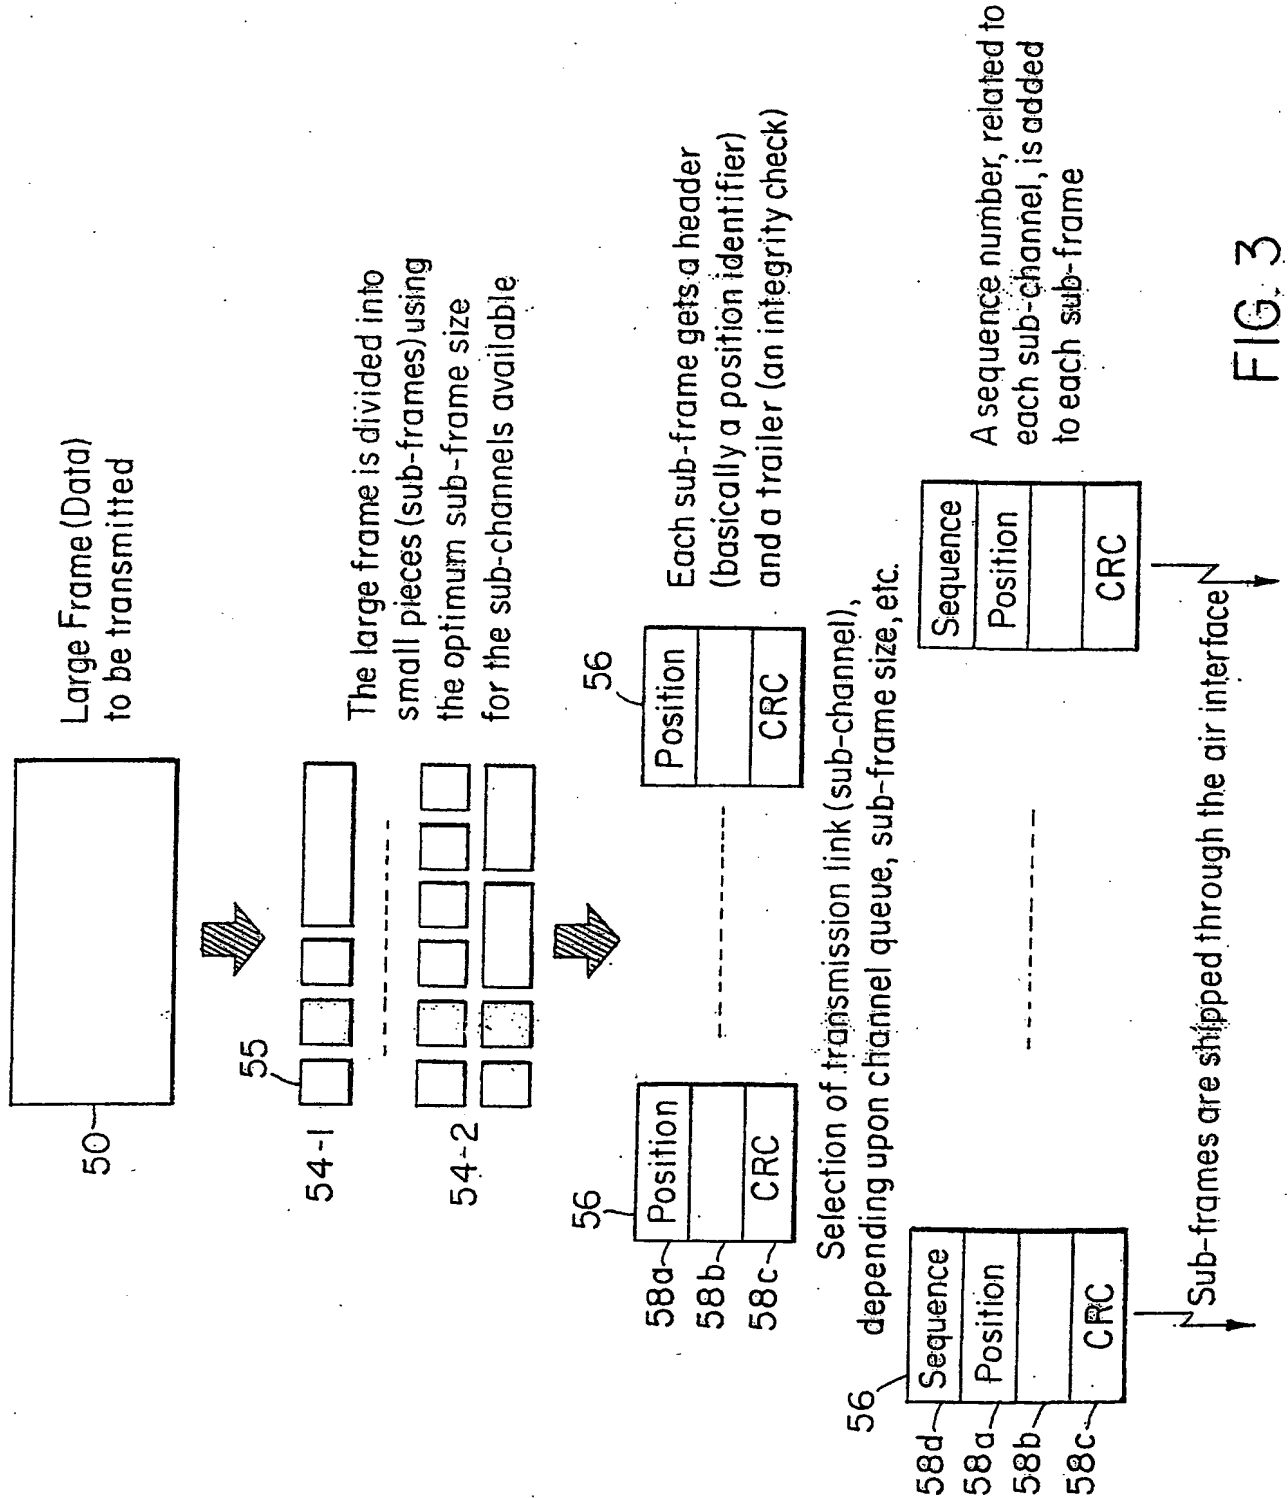 Large Frame (Data)
to be transmitted
50
55
54-1
54-2
The large frame is divided into
small pieces (sub-frames) using
the optimum sub-frame size
for the sub-channels available
56
Position
CRC
58a
58b
58c
56
Position
CRC
Each sub-frame gets a header
(basically a position identifier)
and a trailer (an integrity check)
Selection of transmission link (sub-channel),
depending upon channel queue, sub-frame size, etc.
56
Sequence
Position
CRC
58d
58a
58b
58c
Sequence
Position
CRC
A sequence number, related to
each sub-channel, is added
to each sub-frame
Sub-frames are shipped through the air interface
FIG. 3